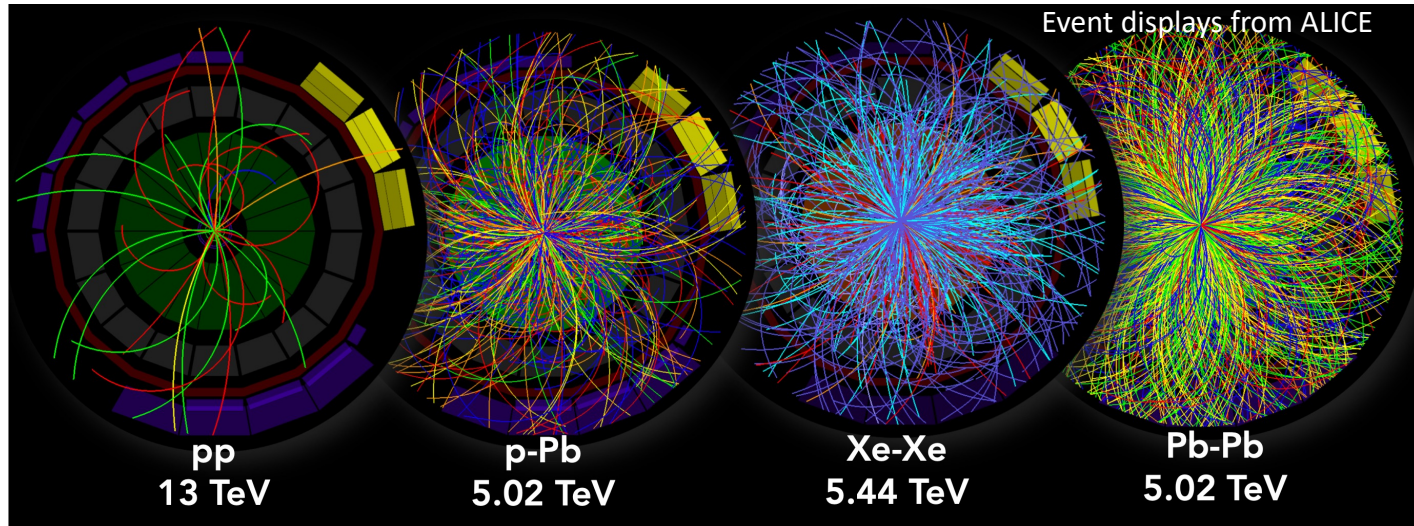 Event displays from ALICE
pp
13 TeV
p-Pb
5.02 TeV
Xe-Xe
5.44 TeV
Pb-Pb
5.02 TeV